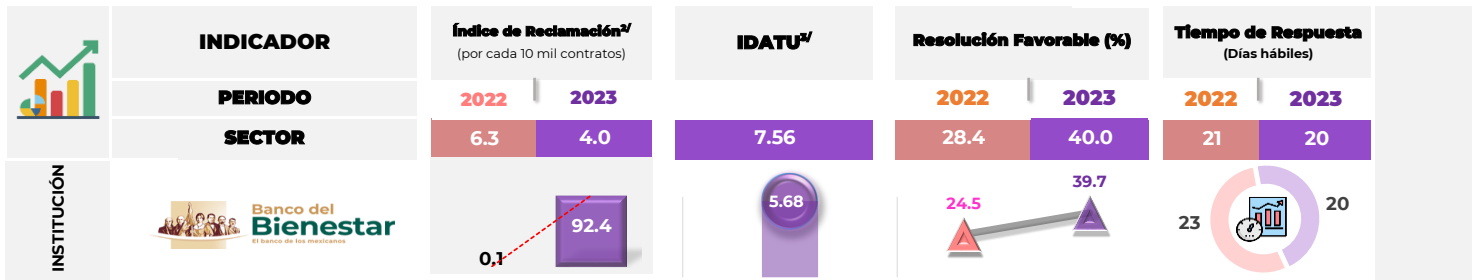 INDICADOR
Índice de Reclamación²/
(por cada 10 mil contratos)
IDATU³/
Resolución Favorable (%)
Tiempo de Respuesta
(Días hábiles)
PERIODO
2022 2023
2022 2023
2022 2023
SECTOR
6.3 4.0
7.56
28.4 40.0
21 20
INSTITUCIÓN
Banco del
Bienestar
El banco de los mexicanos
0.1
92.4
5.68
24.5
39.7
23
20